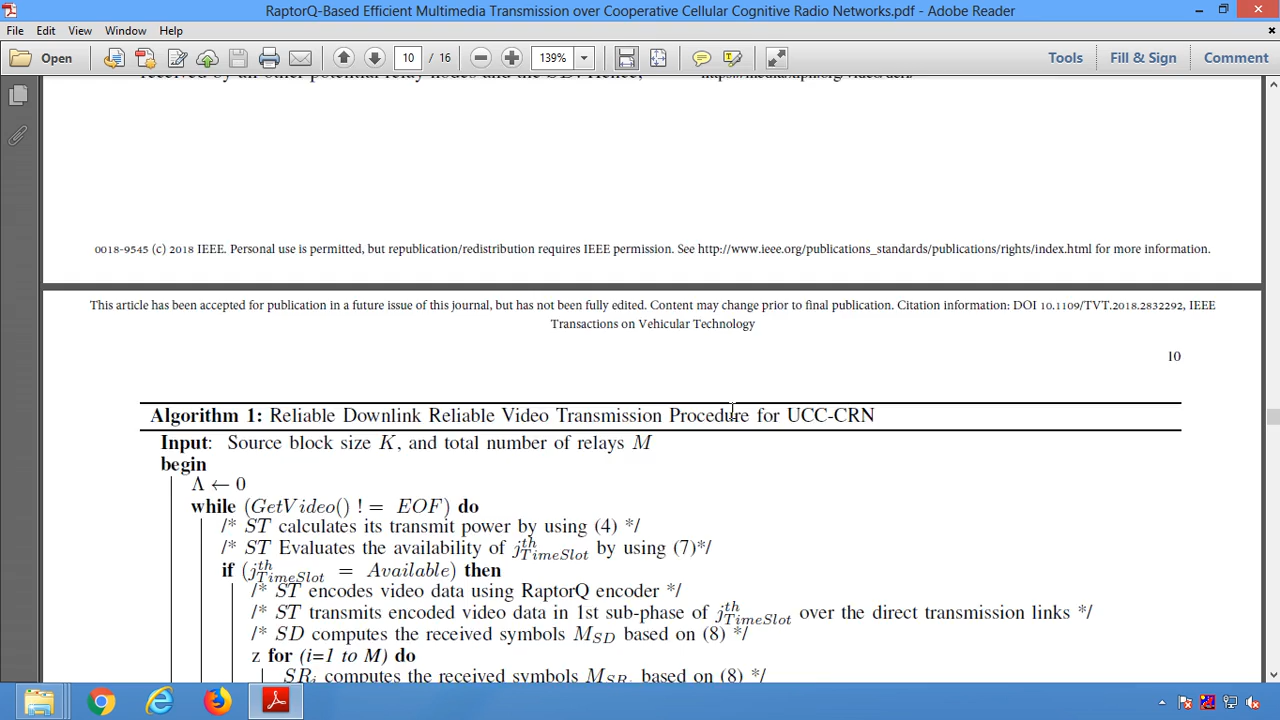 RaptorQ-Based Efficient Multimedia Transmission over Cooperative Cellular Cognitive Radio Networks.pdf - Adobe Reader
File Edit View Window Help
Open 10 / 16 139% Tools Fill & Sign Comment
0018-9545 (c) 2018 IEEE. Personal use is permitted, but republication/redistribution requires IEEE permission. See http://www.ieee.org/publications_standards/publications/rights/index.html for more information.
This article has been accepted for publication in a future issue of this journal, but has not been fully edited. Content may change prior to final publication. Citation information: DOI 10.1109/TVT.2018.2832292, IEEE
Transactions on Vehicular Technology
10
Algorithm 1: Reliable Downlink Reliable Video Transmission Procedure for UCC-CRN
Input: Source block size K, and total number of relays M
begin
Λ ← 0
while (GetVideo() ! = EOF) do
/* ST calculates its transmit power by using (4) */
/* ST Evaluates the availability of j^th_TimeSlot by using (7)*/
if (j^th_TimeSlot = Available) then
/* ST encodes video data using RaptorQ encoder */
/* ST transmits encoded video data in 1st sub-phase of j^th_TimeSlot over the direct transmission links */
/* SD computes the received symbols M_SD based on (8) */
z for (i=1 to M) do
SR_i computes the received symbols M_SR_i based on (8) */